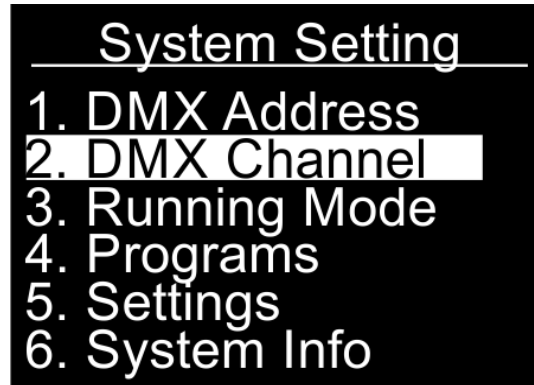 System Setting
1. DMX Address
2. DMX Channel
3. Running Mode
4. Programs
5. Settings
6. System Info